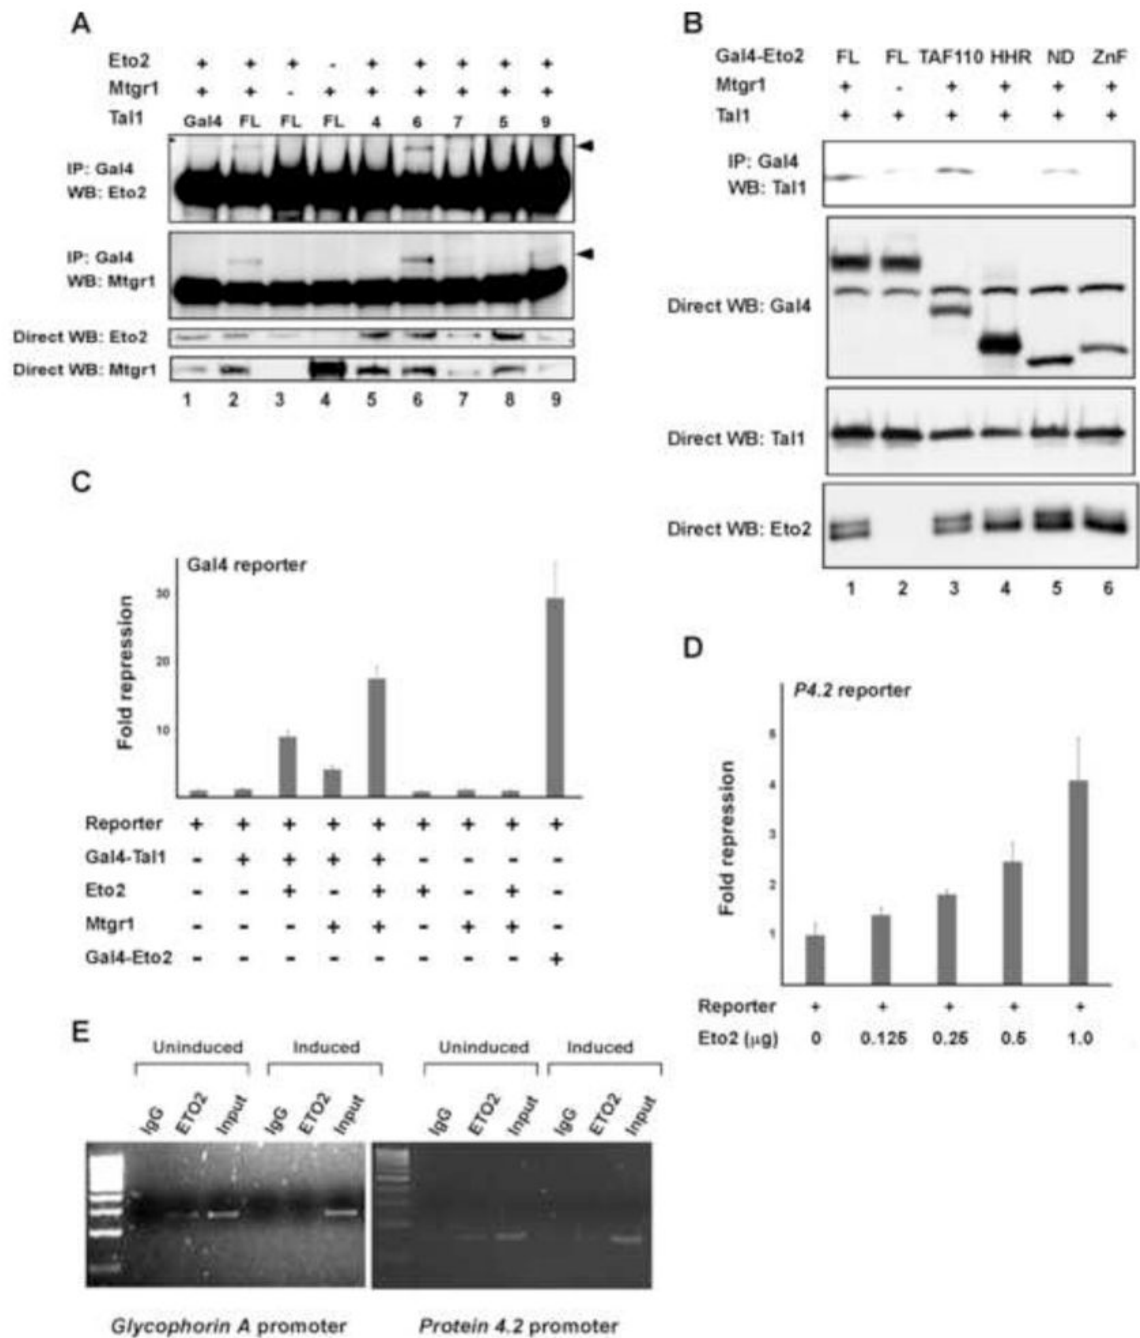 A
Eto2 + + + - + + + + +
Mtgr1 + + - + + + + + +
Tal1 Gal4 FL FL FL 4 6 7 5 9
IP: Gal4
WB: Eto2
IP: Gal4
WB: Mtgr1
Direct WB: Eto2
Direct WB: Mtgr1
1 2 3 4 5 6 7 8 9
B
Gal4-Eto2 FL FL TAF110 HHR ND ZnF
Mtgr1 + - + + + +
Tal1 + + + + + +
IP: Gal4
WB: Tal1
Direct WB: Gal4
Direct WB: Tal1
Direct WB: Eto2
1 2 3 4 5 6
C
Gal4 reporter
Fold repression
30
20
10
Reporter + + + + + + + + +
Gal4-Tal1 - + + + + - - - -
Eto2 - - + - + + - + -
Mtgr1 - - - + + - + + -
Gal4-Eto2 - - - - - - - - +
D
P4.2 reporter
Fold repression
5
4
3
2
1
Reporter + + + + +
Eto2 (μg) 0 0.125 0.25 0.5 1.0
E
Uninduced Induced Uninduced Induced
IgG ETO2 Input IgG ETO2 Input IgG ETO2 Input IgG ETO2 Input
Glycophorin A promoter Protein 4.2 promoter